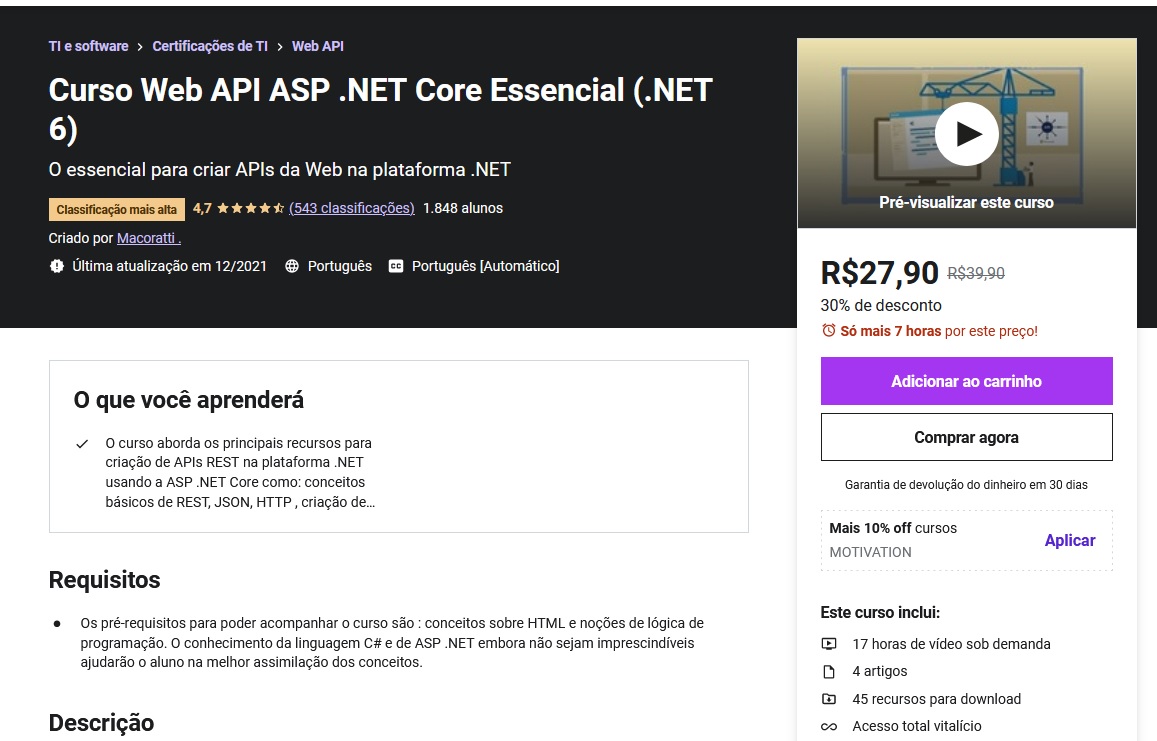 TI e software > Certificações de TI > Web API
Curso Web API ASP .NET Core Essencial (.NET
6)
O essencial para criar APIs da Web na plataforma .NET
Classificação mais alta 4,7 (543 classificações) 1.848 alunos
Criado por Macoratti .
Última atualização em 12/2021 Português CC Português [Automático]
O que você aprenderá
O curso aborda os principais recursos para
criação de APIs REST na plataforma .NET
usando a ASP .NET Core como: conceitos
básicos de REST, JSON, HTTP , criação de...
Requisitos
Os pré-requisitos para poder acompanhar o curso são : conceitos sobre HTML e noções de lógica de
programação. O conhecimento da linguagem C# e de ASP .NET embora não sejam imprescindíveis
ajudarão o aluno na melhor assimilação dos conceitos.
Descrição
Pré-visualizar este curso
R$27,90 R$39,90
30% de desconto
Só mais 7 horas por este preço!
Adicionar ao carrinho
Comprar agora
Garantia de devolução do dinheiro em 30 dias
Mais 10% off cursos
MOTIVATION
Aplicar
Este curso inclui:
17 horas de vídeo sob demanda
4 artigos
45 recursos para download
Acesso total vitalício